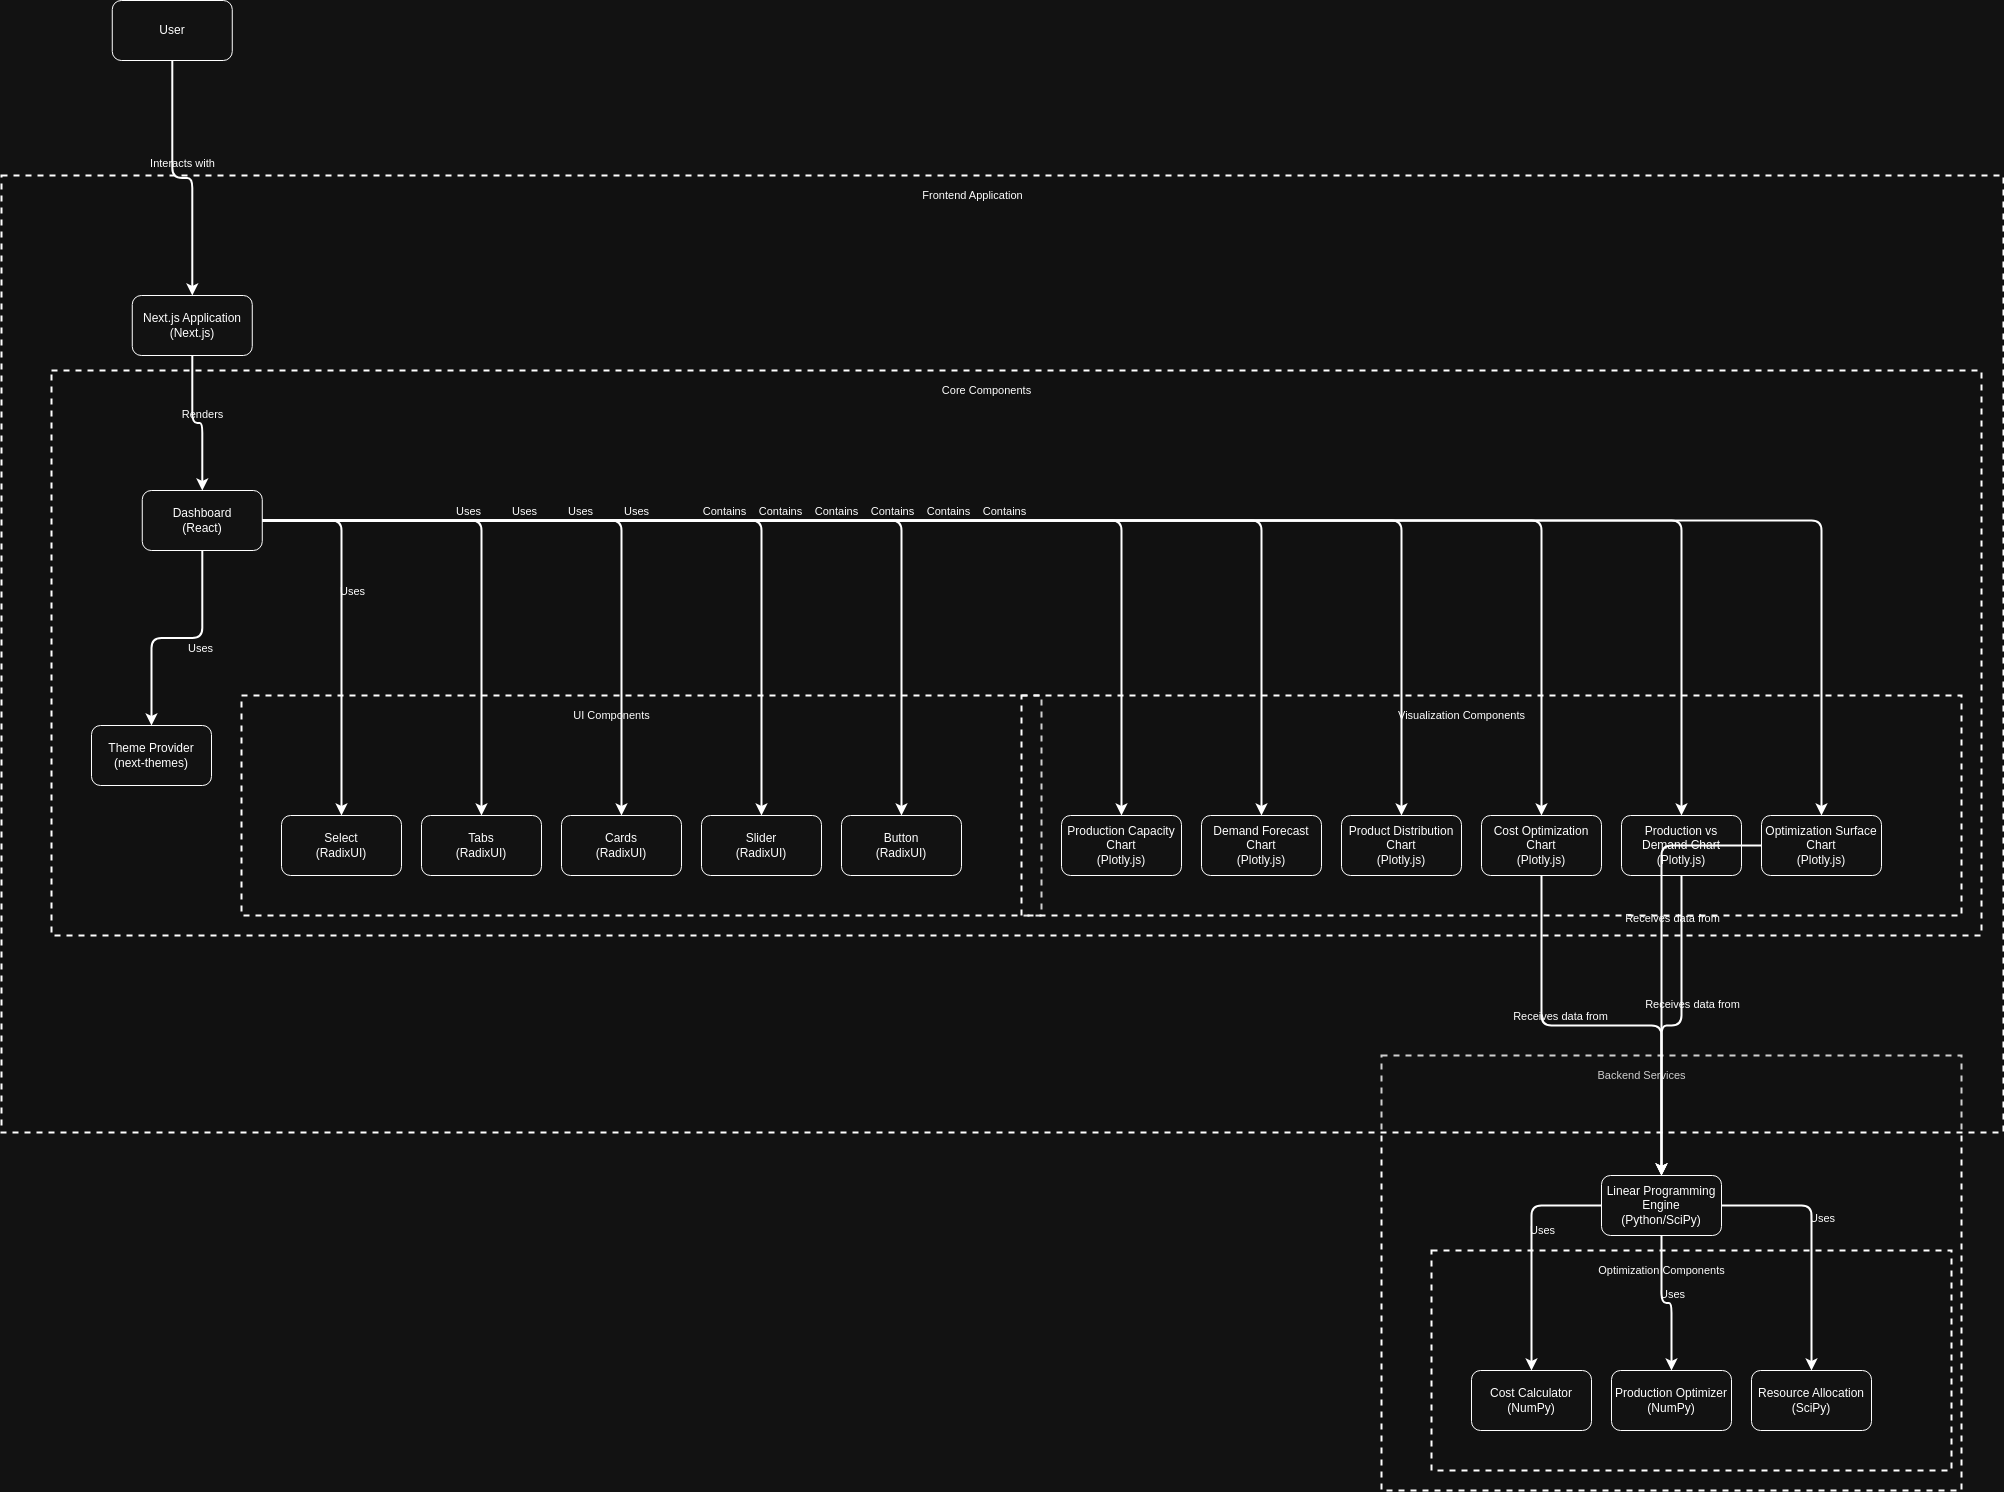 User
Interacts with
Frontend Application
Next.js Application
(Next.js)
Core Components
Renders
Dashboard
(React)
Uses
Uses
Uses
Uses
Contains
Contains
Contains
Contains
Contains
Contains
Uses
Uses
UI Components
Visualization Components
Theme Provider
(next-themes)
Select
(RadixUI)
Tabs
(RadixUI)
Cards
(RadixUI)
Slider
(RadixUI)
Button
(RadixUI)
Production Capacity
Chart
(Plotly.js)
Demand Forecast
Chart
(Plotly.js)
Product Distribution
Chart
(Plotly.js)
Cost Optimization
Chart
(Plotly.js)
Production vs
Demand Chart
(Plotly.js)
Optimization Surface
Chart
(Plotly.js)
Receives data from
Receives data from
Receives data from
Backend Services
Linear Programming
Engine
(Python/SciPy)
Uses
Uses
Optimization Components
Uses
Cost Calculator
(NumPy)
Production Optimizer
(NumPy)
Resource Allocation
(SciPy)